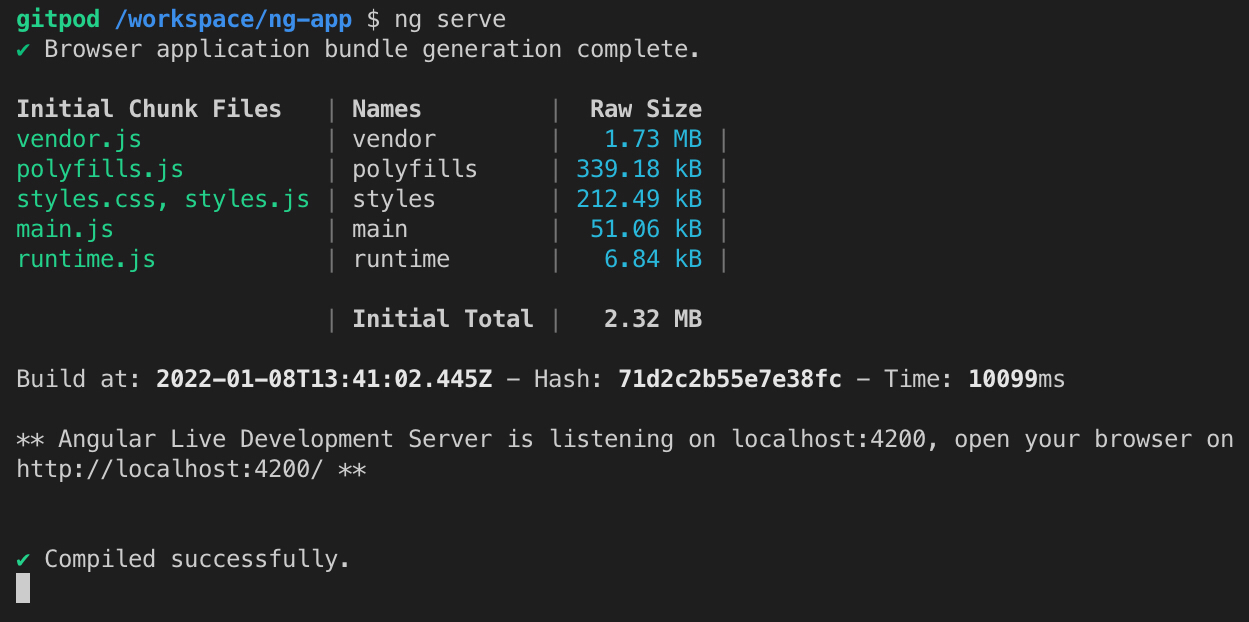 gitpod /workspace/ng-app $ ng serve
✔ Browser application bundle generation complete.
Initial Chunk Files   | Names         |  Raw Size
vendor.js             | vendor        |   1.73 MB |
polyfills.js          | polyfills     | 339.18 kB |
styles.css, styles.js | styles        | 212.49 kB |
main.js               | main          |  51.06 kB |
runtime.js            | runtime       |   6.84 kB |
                      | Initial Total |   2.32 MB
Build at: 2022-01-08T13:41:02.445Z - Hash: 71d2c2b55e7e38fc - Time: 10099ms
** Angular Live Development Server is listening on localhost:4200, open your browser on
http://localhost:4200/ **
✔ Compiled successfully.